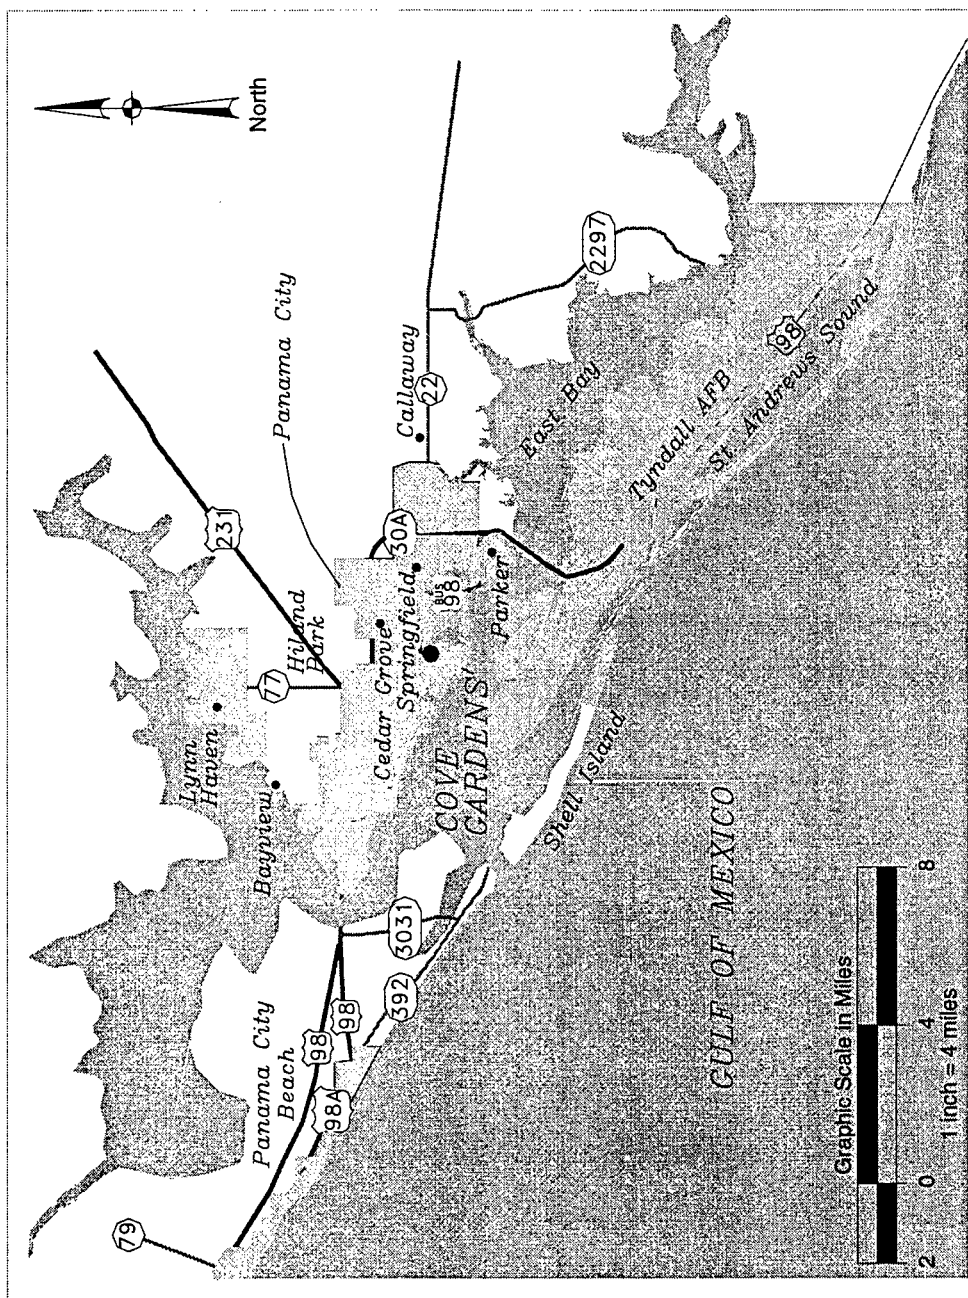 North
79
Panama City
Beach
98
98A
98
392
3031
Bayview
Lynn
Haven
77
Hiland
Park
231
Panama City
Cedar Grove
Springfield
30A
BUS
98
Parker
Callaway
22
2297
COVE
GARDENS'
East Bay
Tyndall AFB
98
St Andrews Sound
Shell Island
GULF OF MEXICO
Graphic Scale in Miles
2 0 4 8
1 inch = 4 miles